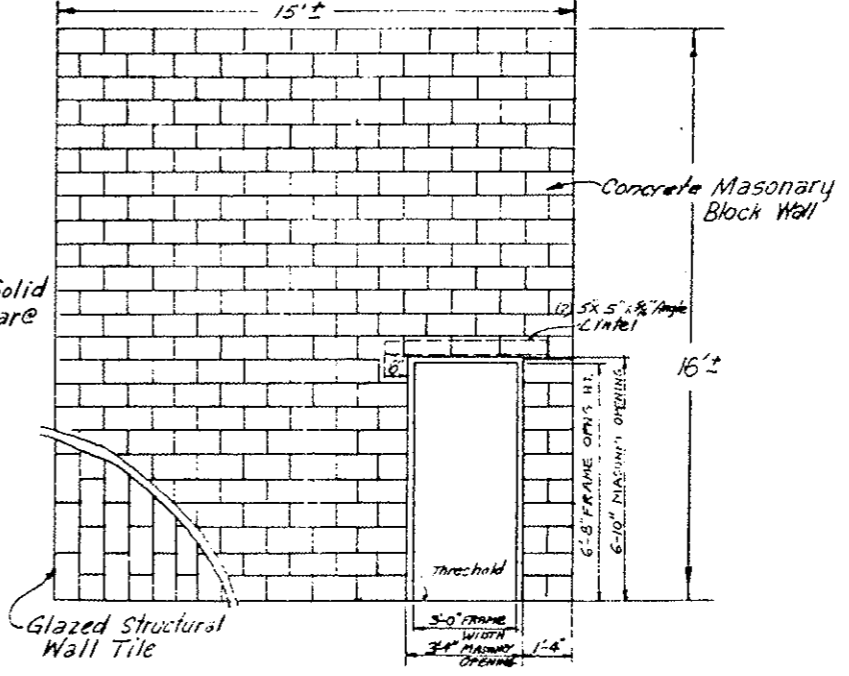 15'±
Concrete Masonary
Block Wall
Solid
Bar@
(2) 5"x 5"x 5/16" Angle
Lintel
6"
16'±
6'-8" FRAME OPNG HT.
6'-10" MASONRY OPENING
Threshold
Glazed Structural
Wall Tile
3'-0" FRAME
WIDTH
3'-4" MASONRY
OPENING
1'-4"